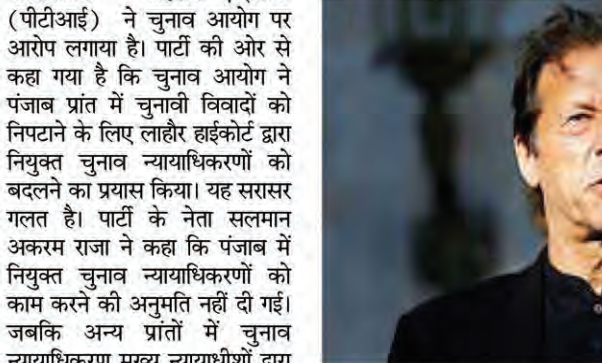 (पीटीआई) ने चुनाव आयोग पर
आरोप लगाया है। पार्टी की ओर से
कहा गया है कि चुनाव आयोग ने
पंजाब प्रांत में चुनावी विवादों को
निपटाने के लिए लाहौर हाईकोर्ट द्वारा
नियुक्त चुनाव न्यायाधिकरणों को
बदलने का प्रयास किया। यह सरासर
गलत है। पार्टी के नेता सलमान
अकरम राजा ने कहा कि पंजाब में
नियुक्त चुनाव न्यायाधिकरणों को
काम करने की अनुमति नहीं दी गई।
जबकि अन्य प्रांतों में चुनाव
न्यायाधिकरण मुख्य न्यायाधीशों द्वारा